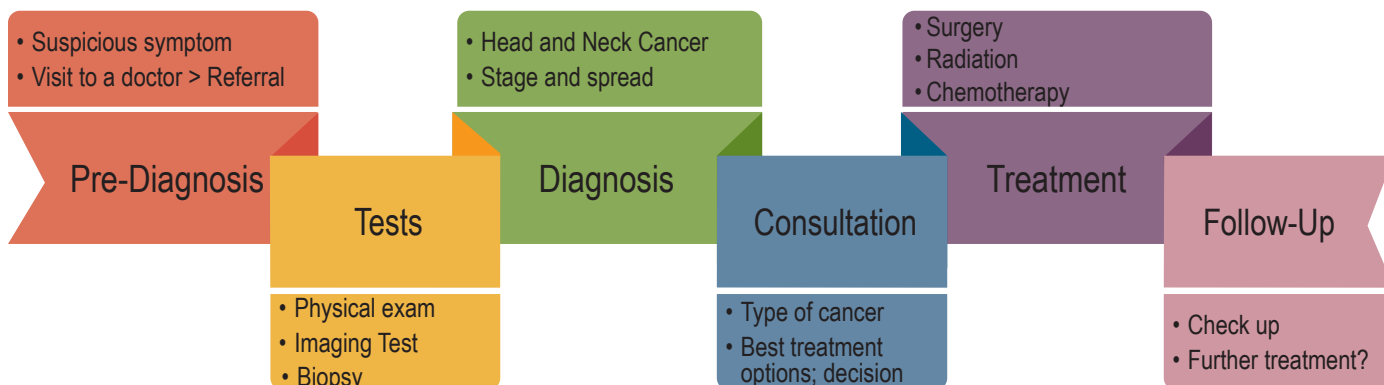 • Suspicious symptom
• Visit to a doctor > Referral
Pre-Diagnosis
Tests
• Physical exam
• Imaging Test
• Biopsy
• Head and Neck Cancer
• Stage and spread
Diagnosis
Consultation
• Type of cancer
• Best treatment
options; decision
• Surgery
• Radiation
• Chemotherapy
Treatment
Follow-Up
• Check up
• Further treatment?